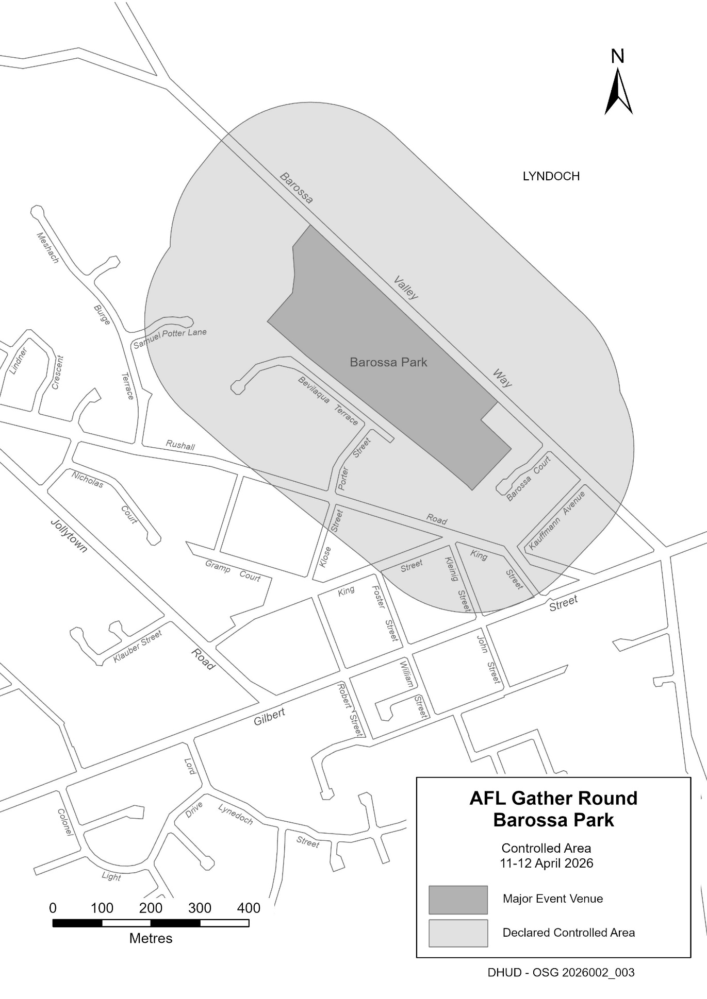 N
LYNDOCH
Barossa
Valley
Way
Meshach
Burge
Terrace
Samuel Potter Lane
Lindner
Crescent
Barossa Park
Bevilaqua Terrace
Porter Street
Rushall
Road
Barossa Court
Kauffmann Avenue
Nicholas
Court
Jollytown
Road
Klose Street
Gramp Court
King
Street
Kleinig
Street
King
Street
Foster
Street
Street
Klauber Street
John
Street
William
Street
Robert
Street
Gilbert
Lord
Drive
Lynedoch
Street
Colonel
Light
0 100 200 300 400
Metres
AFL Gather Round
Barossa Park
Controlled Area
11-12 April 2026
Major Event Venue
Declared Controlled Area
DHUD - OSG 2026002_003